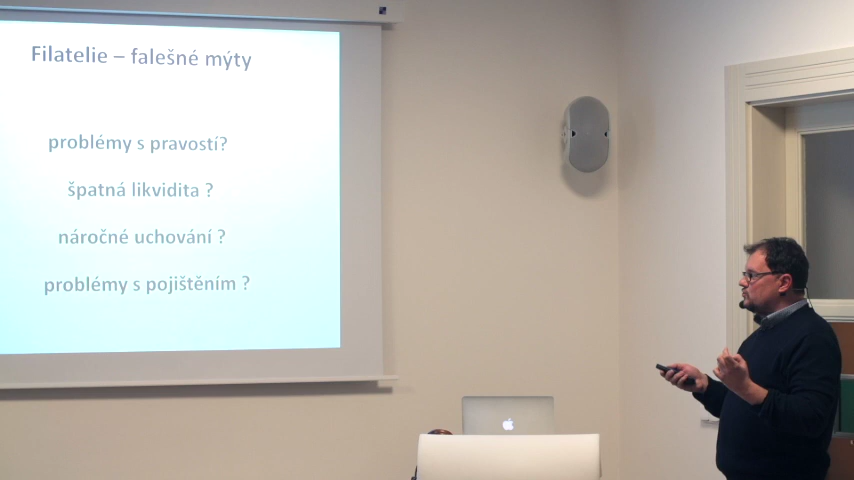 Filatelie – falešné mýty
problémy s pravostí?
špatná likvidita ?
náročné uchování ?
problémy s pojištěním ?